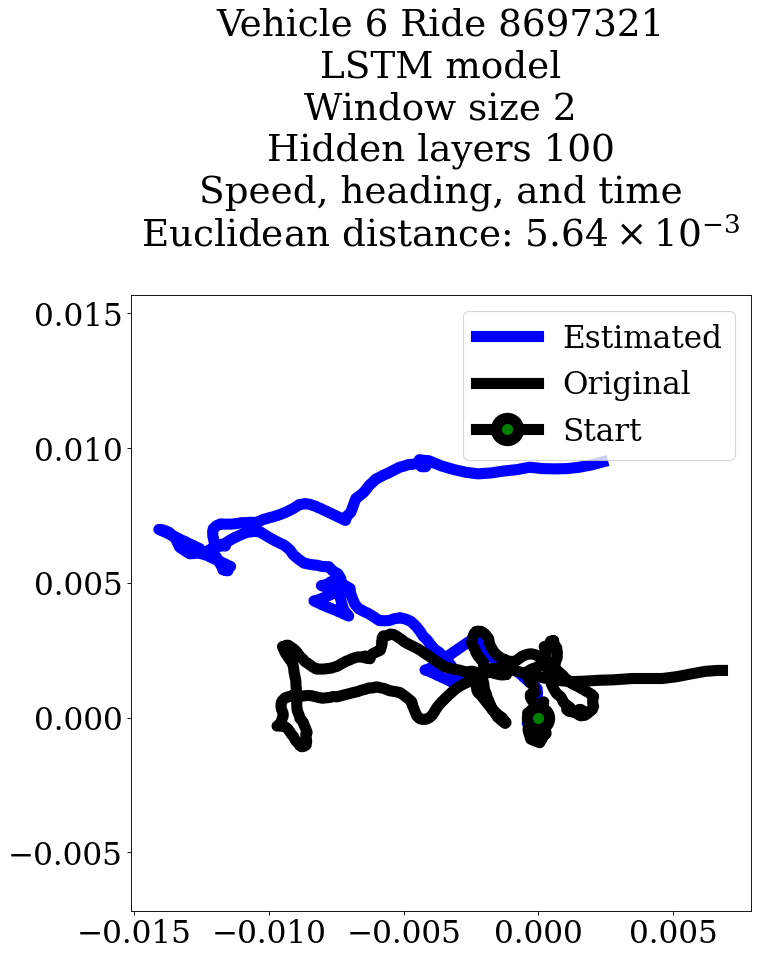 Vehicle 6 Ride 8697321
LSTM model
Window size 2
Hidden layers 100
Speed, heading, and time
Euclidean distance: 5.64 × 10⁻³
Estimated
Original
Start
0.015
0.010
0.005
0.000
−0.005
−0.015 −0.010 −0.005 0.000 0.005